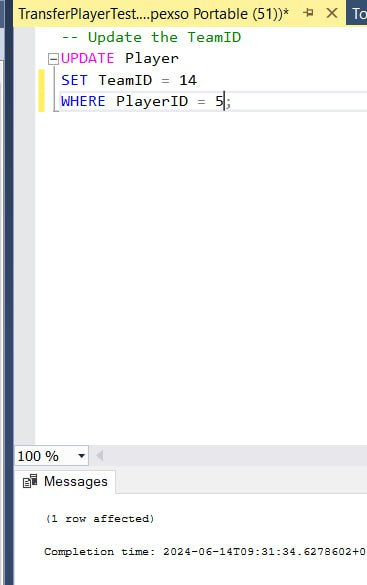 TransferPlayerTest....pexso Portable (51))* To
-- Update the TeamID
UPDATE Player
SET TeamID = 14
WHERE PlayerID = 5;
100 %
Messages
(1 row affected)
Completion time: 2024-06-14T09:31:34.6278602+0